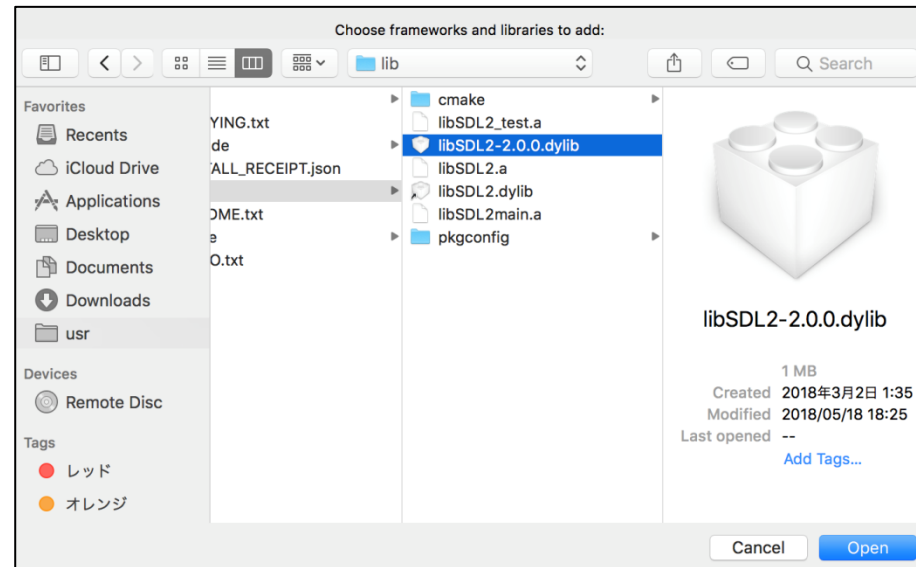 Choose frameworks and libraries to add:
lib
Search
Favorites
Recents
iCloud Drive
Applications
Desktop
Documents
Downloads
usr
Devices
Remote Disc
Tags
レッド
オレンジ
YING.txt
de
ALL_RECEIPT.json
OME.txt
e
O.txt
cmake
libSDL2_test.a
libSDL2-2.0.0.dylib
libSDL2.a
libSDL2.dylib
libSDL2main.a
pkgconfig
libSDL2-2.0.0.dylib
1 MB
Created 2018年3月2日 1:35
Modified 2018/05/18 18:25
Last opened --
Add Tags...
Cancel
Open